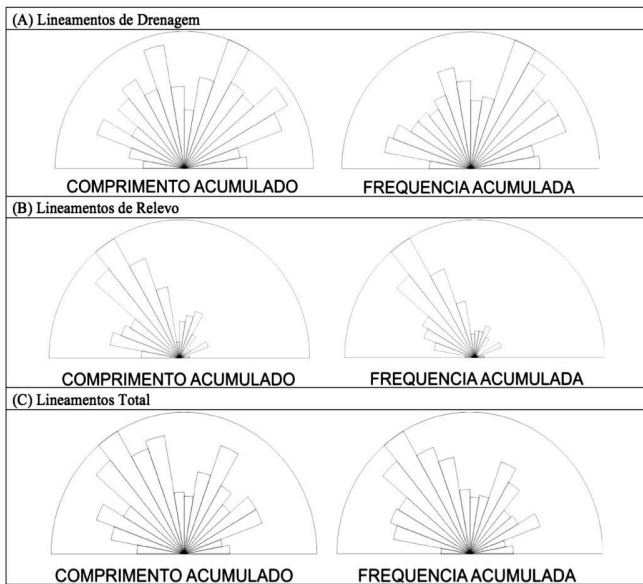 (A) Lineamentos de Drenagem
COMPRIMENTO ACUMULADO FREQUENCIA ACUMULADA
(B) Lineamentos de Relevo
COMPRIMENTO ACUMULADO FREQUENCIA ACUMULADA
(C) Lineamentos Total
COMPRIMENTO ACUMULADO FREQUENCIA ACUMULADA